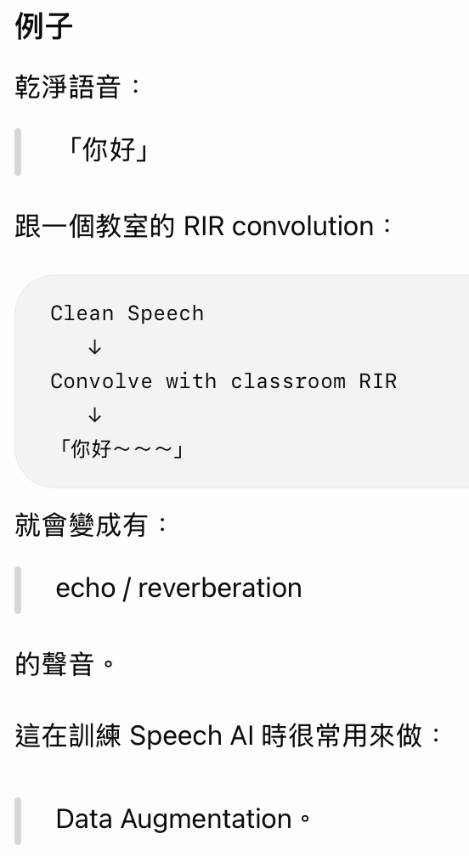 例子
乾淨語音：
「你好」
跟一個教室的 RIR convolution：
Clean Speech
↓
Convolve with classroom RIR
↓
「你好～～～」
就會變成有：
echo / reverberation
的聲音。
這在訓練 Speech AI 時很常用來做：
Data Augmentation。